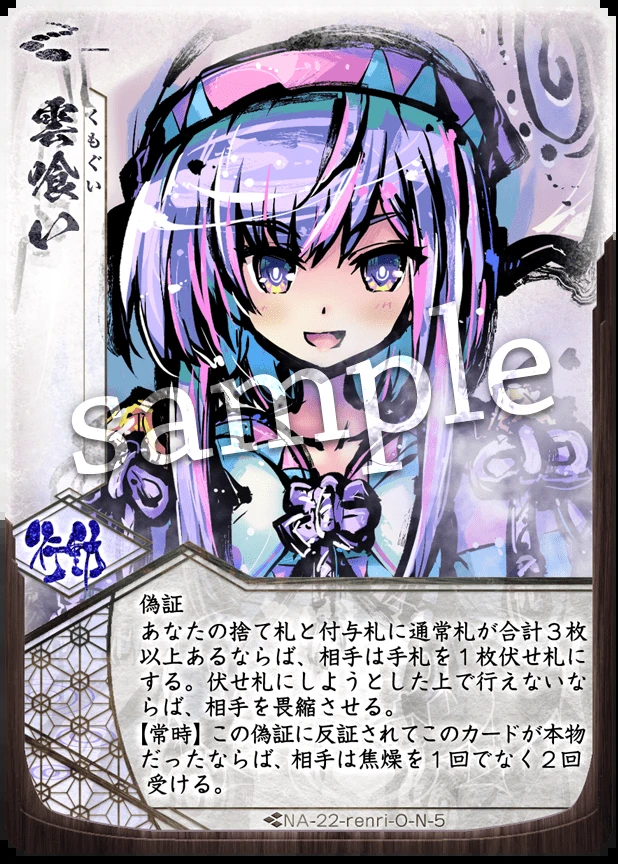 雲喰い
くもぐい
sample
行動
偽証
あなたの捨て札と付与札に通常札が合計3枚
以上あるならば、相手は手札を1枚伏せ札に
する。伏せ札にしようとした上で行えないな
らば、相手を畏縮させる。
【常時】この偽証に反証されてこのカードが本物
だったならば、相手は焦燥を1回でなく2回
受ける。
NA-22-renri-O-N-5